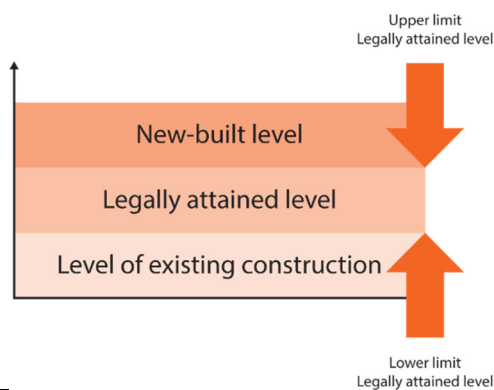 Upper limit
Legally attained level
New-built level
Legally attained level
Level of existing construction
Lower limit
Legally attained level